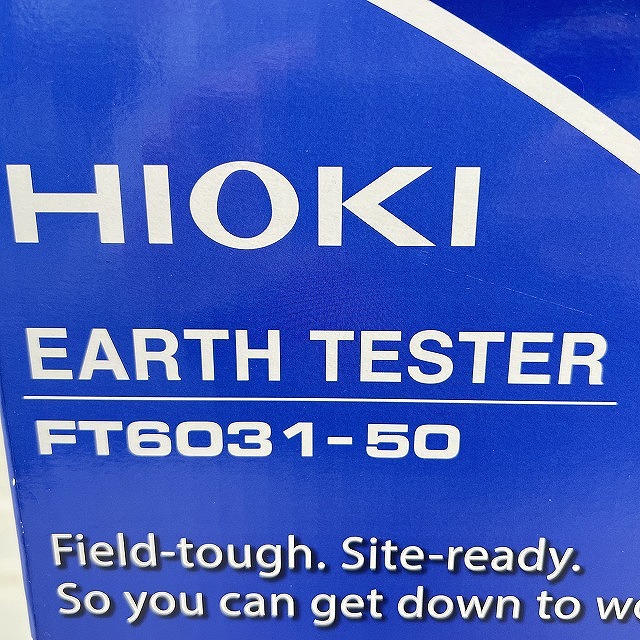 HIOKI
EARTH TESTER
FT6031-50
Field-tough. Site-ready.
So you can get down to